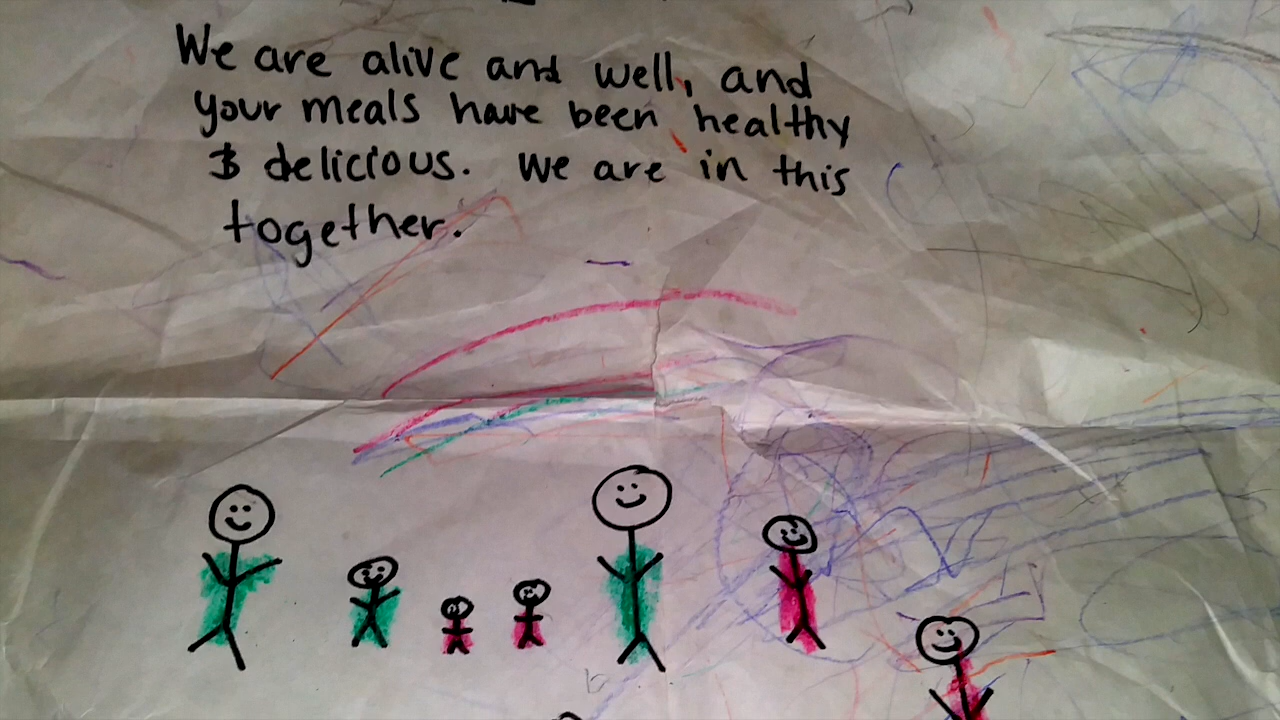 We are alive and well, and
your meals have been healthy
& delicious. We are in this
together.